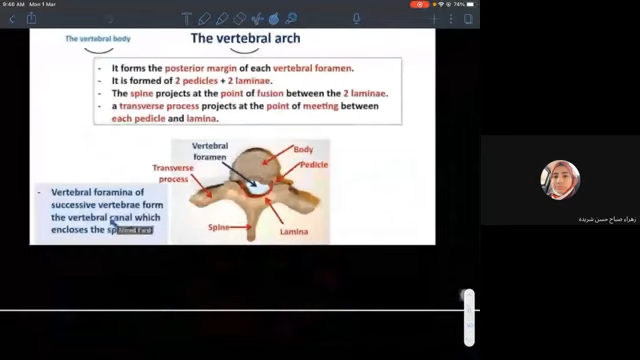 9:46 AM Mon 1 Mar
74%
The vertebral body
The vertebral arch
- It forms the posterior margin of each vertebral foramen.
- It is formed of 2 pedicles + 2 laminae.
- The spine projects at the point of fusion between the 2 laminae.
- a transverse process projects at the point of meeting between
each pedicle and lamina.
Vertebral
foramen
Body
Pedicle
Transverse
process
Spine
Lamina
- Vertebral foramina of
successive vertebrae form
the vertebral canal which
encloses the
زهراء صباح حسن شريده